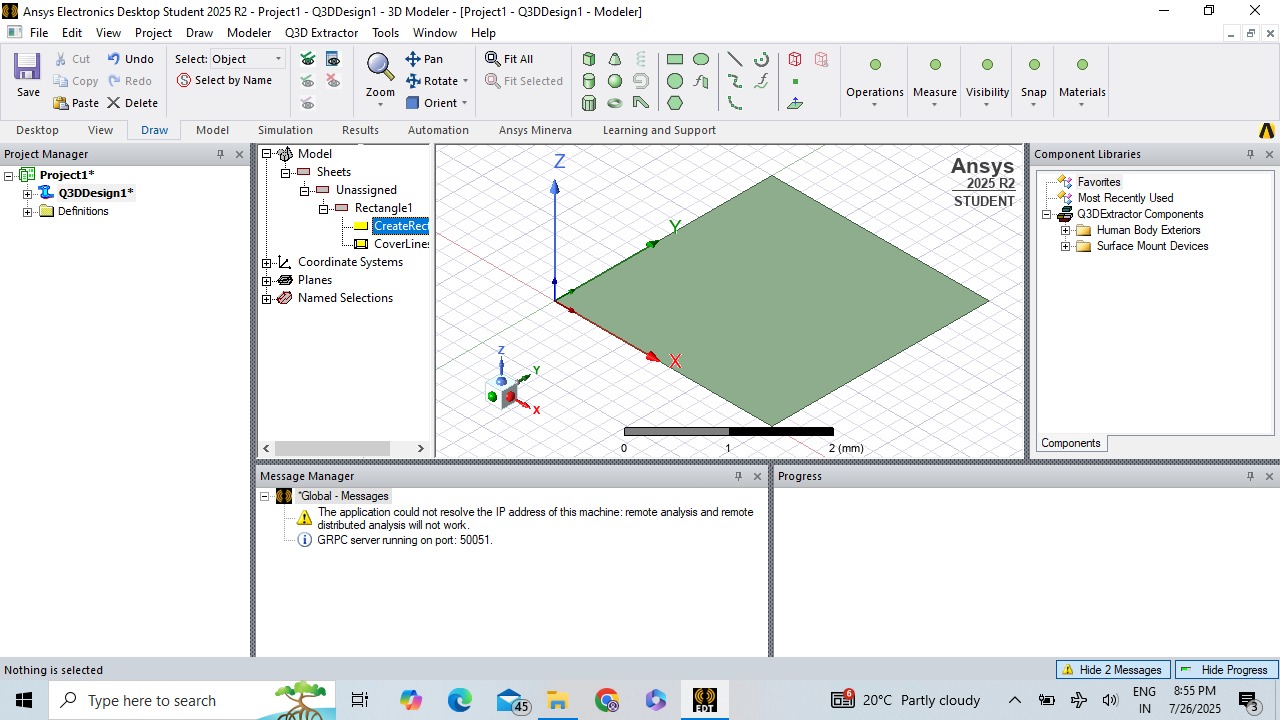 Ansys Electronics Desktop Student 2025 R2 - Project1 - Q3DDesign1 - 3D Modeler - [Project1 - Q3DDesign1 - Modeler]
File Edit View Project Draw Modeler Q3D Extractor Tools Window Help
Save
Cut
Copy
Paste
Undo
Redo
Delete
Select: Object
Select by Name
Zoom
Pan
Rotate
Orient
Fit All
Fit Selected
Operations
Measure
Visibility
Snap
Materials
Desktop View Draw Model Simulation Results Automation Ansys Minerva Learning and Support
Project Manager
Project1*
Q3DDesign1*
Definitions
Model
Sheets
Unassigned
Rectangle1
CreateRect
CoverLines
Coordinate Systems
Planes
Named Selections
Z
Y
X
Z
Y
X
Ansys
2025 R2
STUDENT
0 1 2 (mm)
Component Libraries
Favorites
Most Recently Used
Q3DExtractor Components
Human Body Exteriors
Surface Mount Devices
Components
Message Manager
*Global - Messages
The application could not resolve the IP address of this machine: remote analysis and remote
distributed analysis will not work.
GRPC server running on port: 50051.
Progress
Nothing is selected
Hide 2 Messages
Hide Progress
Type here to search
45
EDT
6
20°C Partly cloudy
ENG
IN
8:55 PM
7/26/2025
3